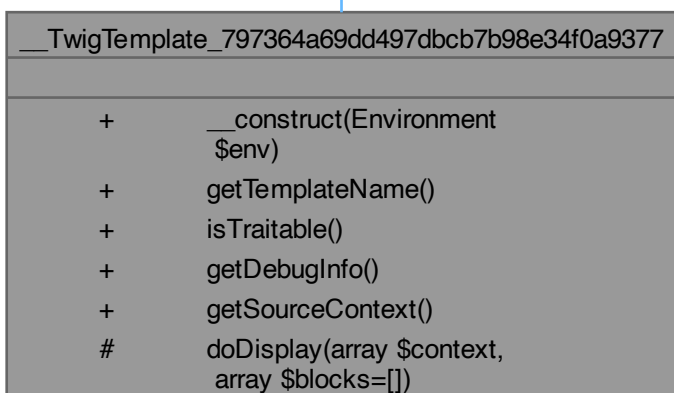 __TwigTemplate_797364a69dd497dbcb7b98e34f0a9377
+ __construct(Environment
$env)
+ getTemplateName()
+ isTraitable()
+ getDebugInfo()
+ getSourceContext()
# doDisplay(array $context,
array $blocks=[])